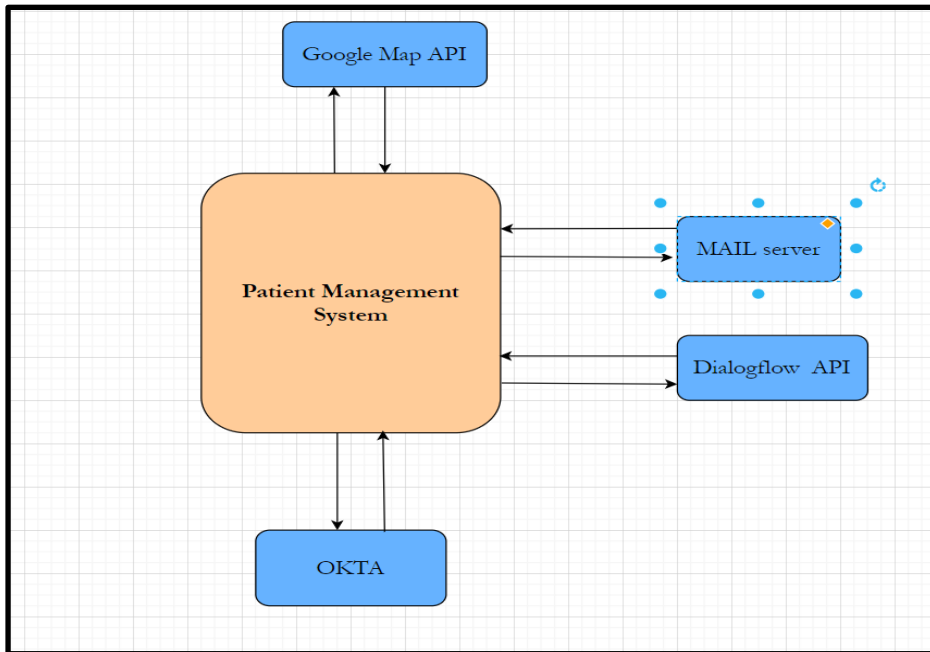 Google Map API
Patient Management
System
MAIL server
Dialogflow API
OKTA